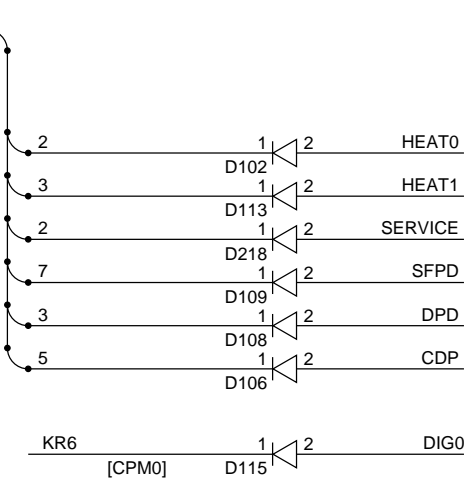 2 1 2 HEAT0
D102
3 1 2 HEAT1
D113
2 1 2 SERVICE
D218
7 1 2 SFPD
D109
3 1 2 DPD
D108
5 1 2 CDP
D106
KR6 1 2 DIG0
[CPM0] D115